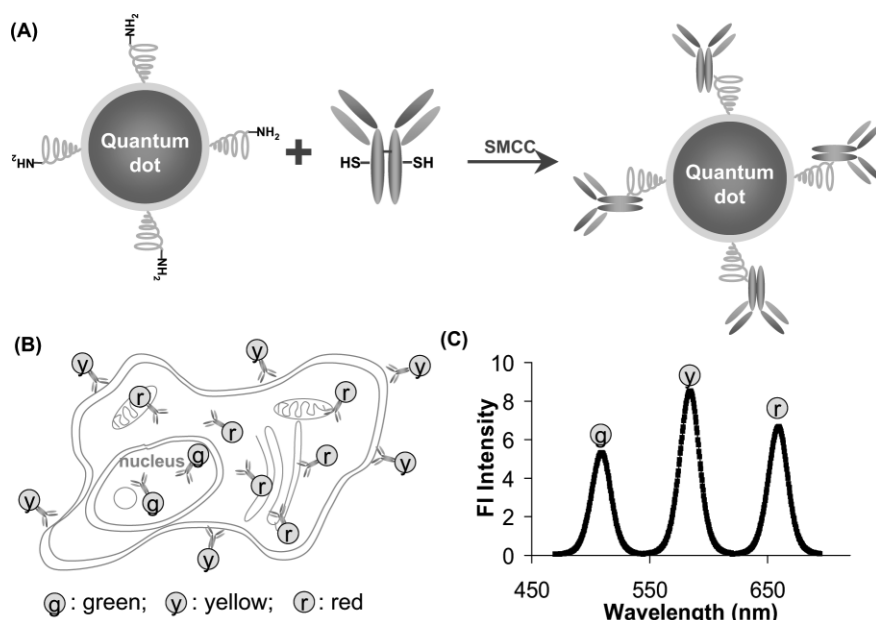 (A)
NH₂
Quantum
dot
NH₂
NH₂
NH₂
+
HS
SH
SMCC
Quantum
dot
(B)
y
y
y
r
r
r
nucleus
g
r
r
y
g
y
r
y
g : green; y : yellow; r : red
(C)
FI Intensity
10
8
6
4
2
0
g
y
r
450
550
650
Wavelength (nm)